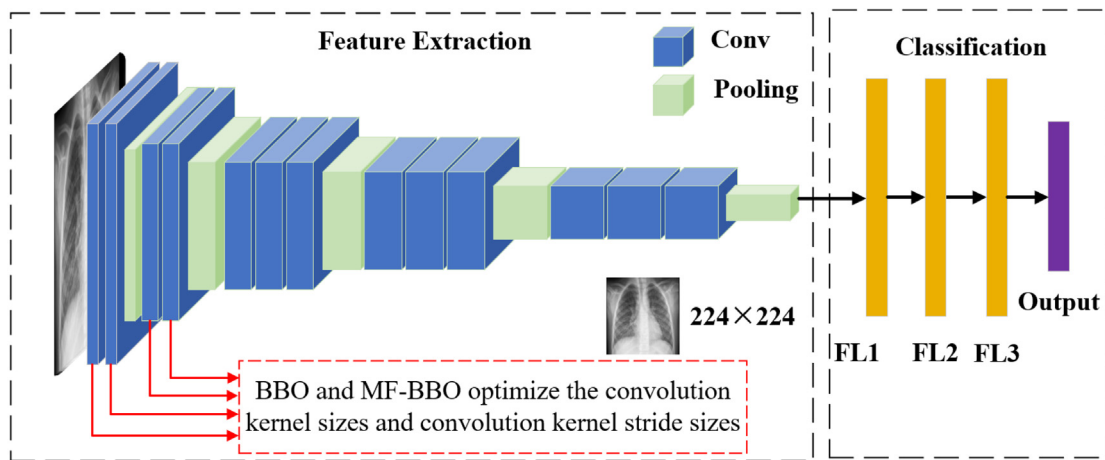 Feature Extraction
Conv
Pooling
224×224
BBO and MF-BBO optimize the convolution
kernel sizes and convolution kernel stride sizes
Classification
Output
FL1
FL2
FL3